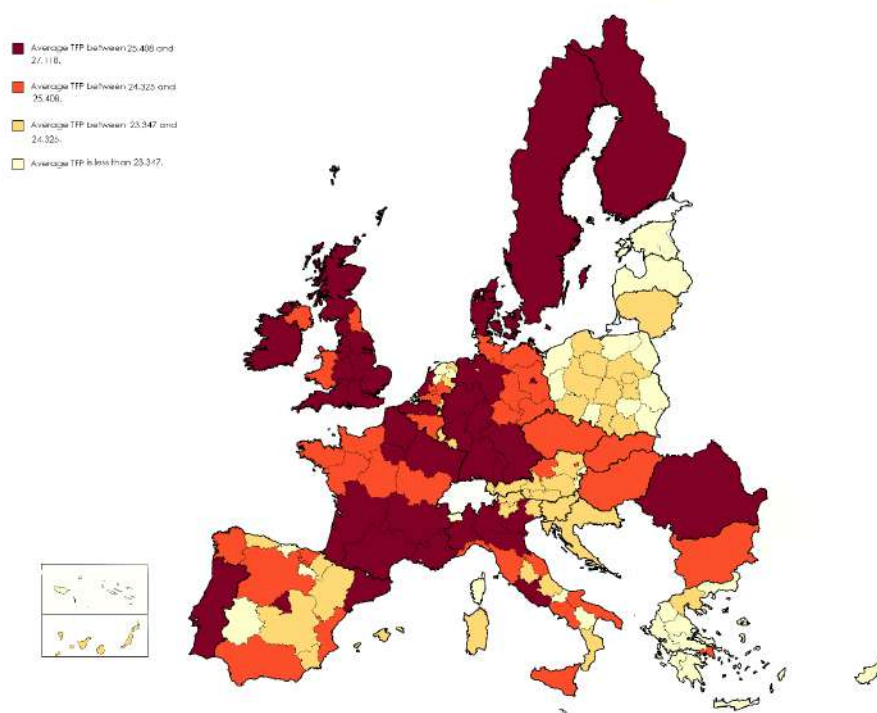 Average TFP between 25.408 and
27.118.
Average TFP between 24.325 and
25.408.
Average TFP between 23.347 and
24.325.
Average TFP is less than 23.347.